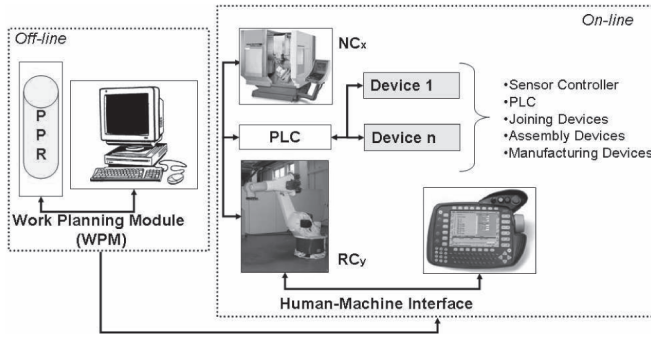 Off-line
On-line
NCx
Device 1
PLC
Device n
•Sensor Controller
•PLC
•Joining Devices
•Assembly Devices
•Manufacturing Devices
P
P
R
Work Planning Module
(WPM)
RCy
Human-Machine Interface